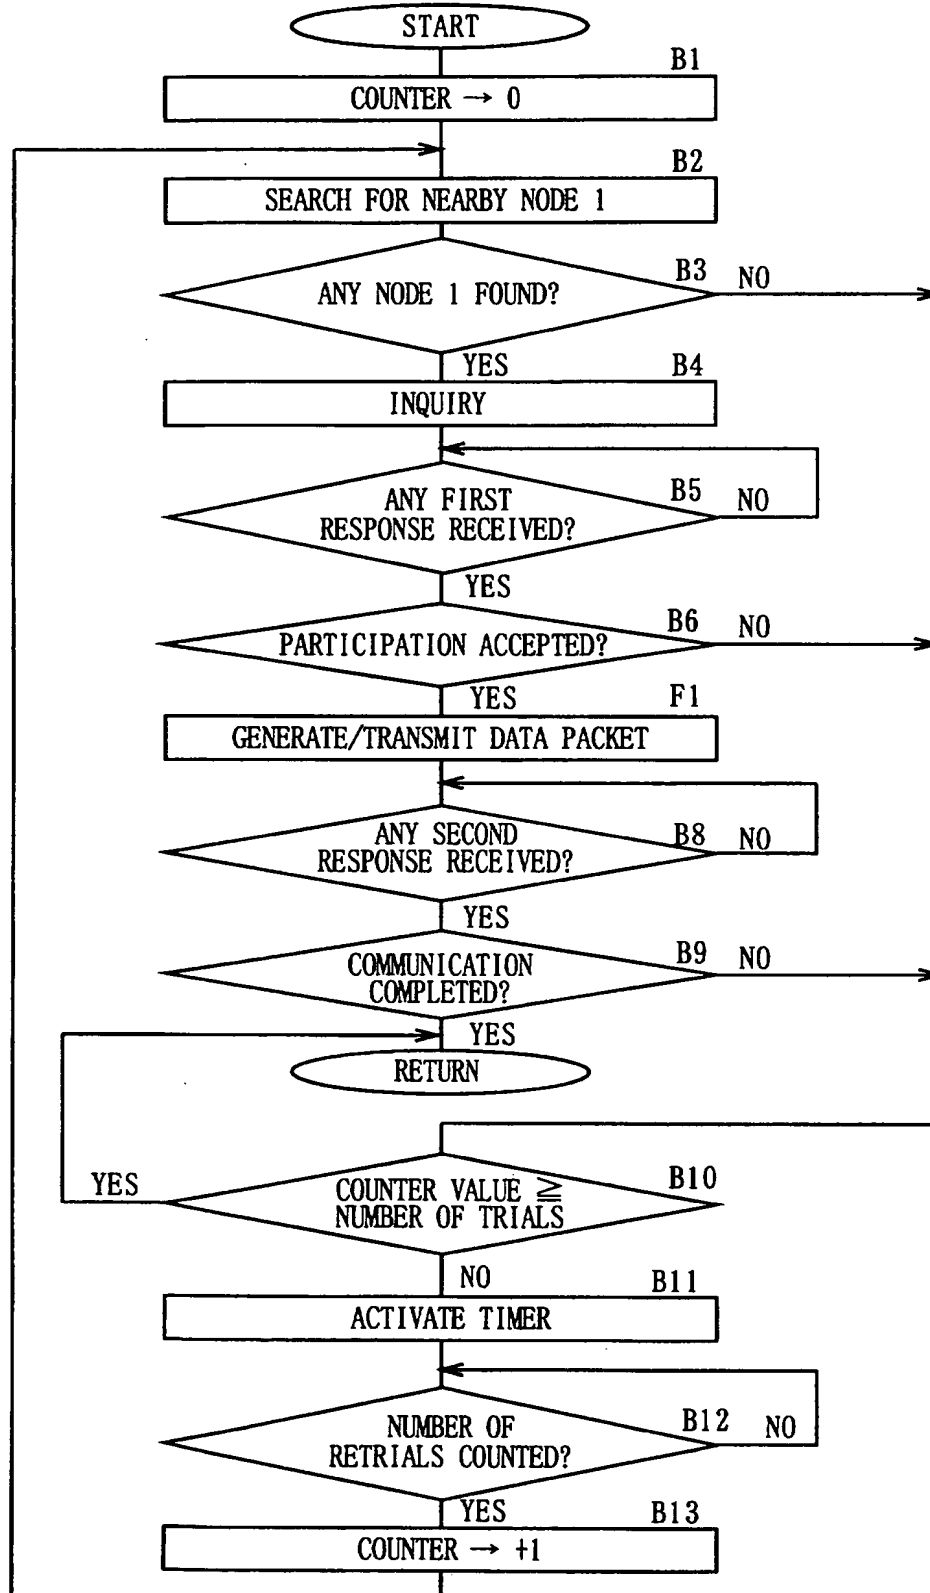 START
B1
COUNTER → 0
B2
SEARCH FOR NEARBY NODE 1
B3
NO
ANY NODE 1 FOUND?
YES
B4
INQUIRY
ANY FIRST
B5
NO
RESPONSE RECEIVED?
YES
B6
NO
PARTICIPATION ACCEPTED?
YES
F1
GENERATE/TRANSMIT DATA PACKET
ANY SECOND
B8
NO
RESPONSE RECEIVED?
YES
B9
NO
COMMUNICATION
COMPLETED?
YES
RETURN
YES
B10
COUNTER VALUE ≧
NUMBER OF TRIALS
NO
B11
ACTIVATE TIMER
NUMBER OF
B12
NO
RETRIALS COUNTED?
YES
B13
COUNTER → +1